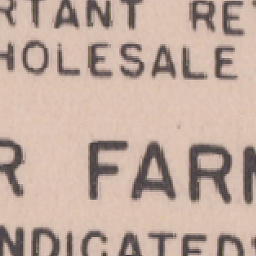 RTANT RE
HOLESALE
R FARM
NDICATED